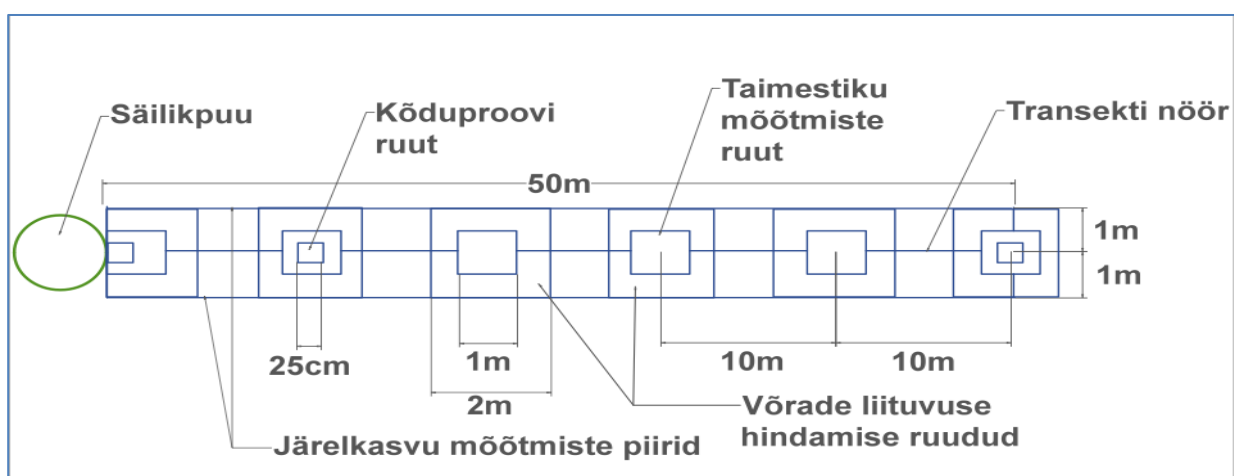 Säilikpuu
Kõduproovi
ruut
Taimestiku
mõõtmiste
ruut
Transekti nöör
50m
1m
1m
25cm
1m
2m
10m
10m
Järelkasvu mõõtmiste piirid
Võrade liituvuse
hindamise ruudud